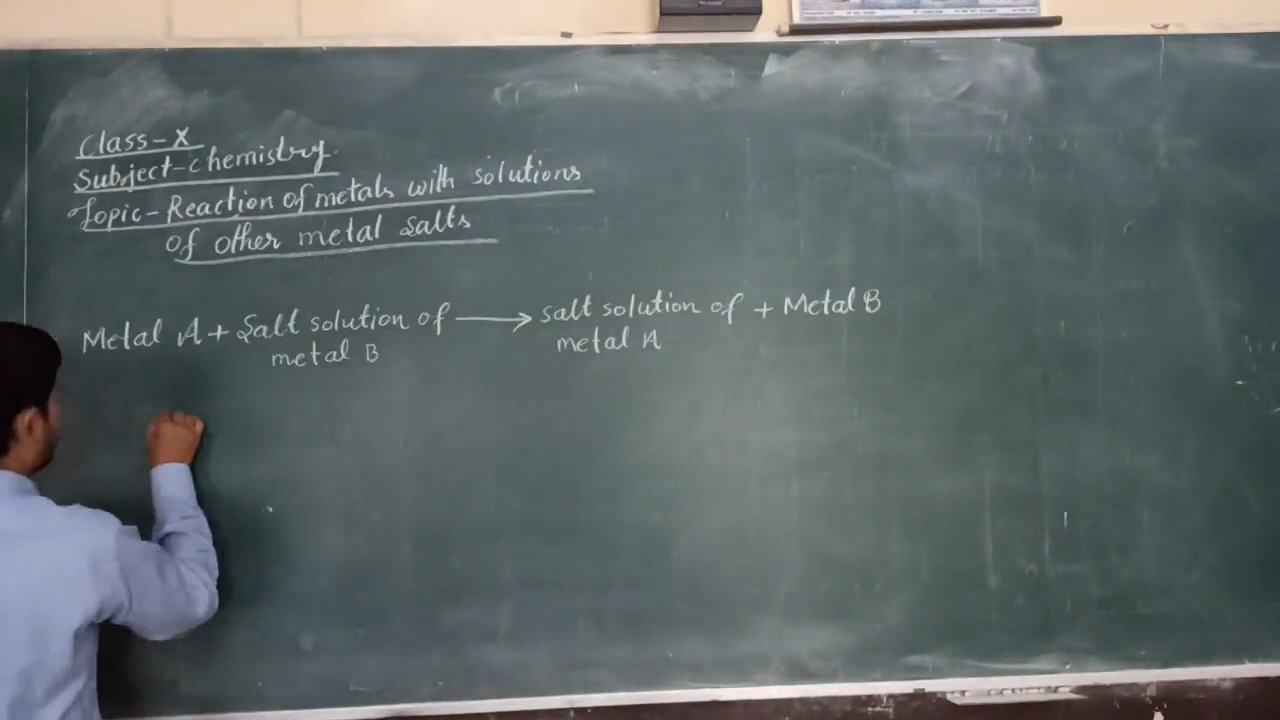 Class-X
Subject-chemistry.
Topic-Reaction of metals with solutions
of other metal salts
Metal A + Salt solution of ⟶ salt solution of + Metal B
metal B metal A